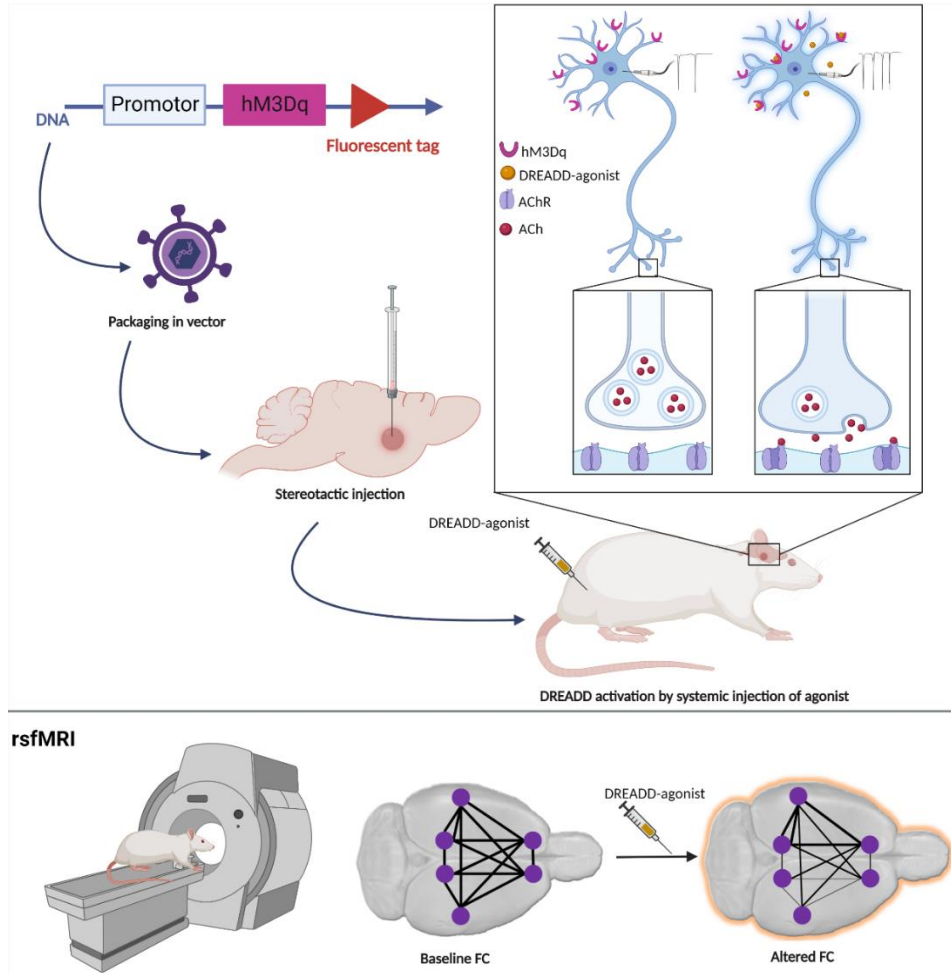 DNA
Promotor
hM3Dq
Fluorescent tag
Packaging in vector
Stereotactic injection
hM3Dq
DREADD-agonist
AChR
ACh
DREADD-agonist
DREADD activation by systemic injection of agonist
rsfMRI
DREADD-agonist
Baseline FC
Altered FC